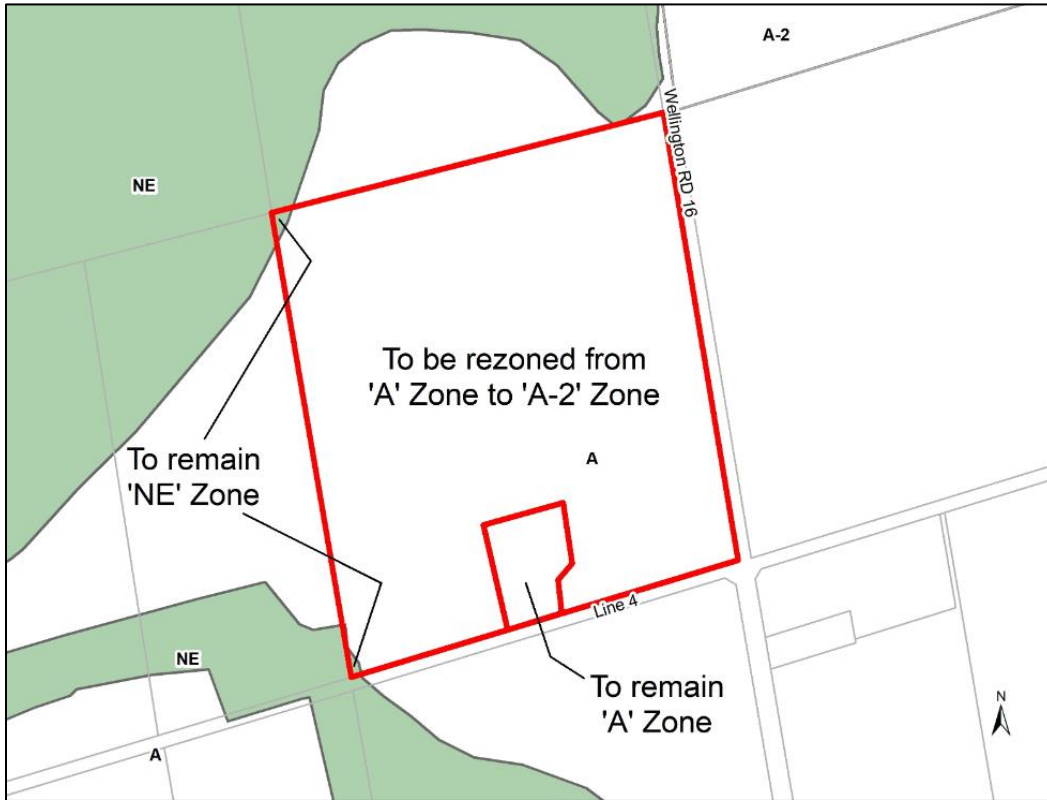 A-2
Wellington RD 16
NE
To be rezoned from
'A' Zone to 'A-2' Zone
A
To remain
'NE' Zone
Line 4
NE
To remain
'A' Zone
N
A